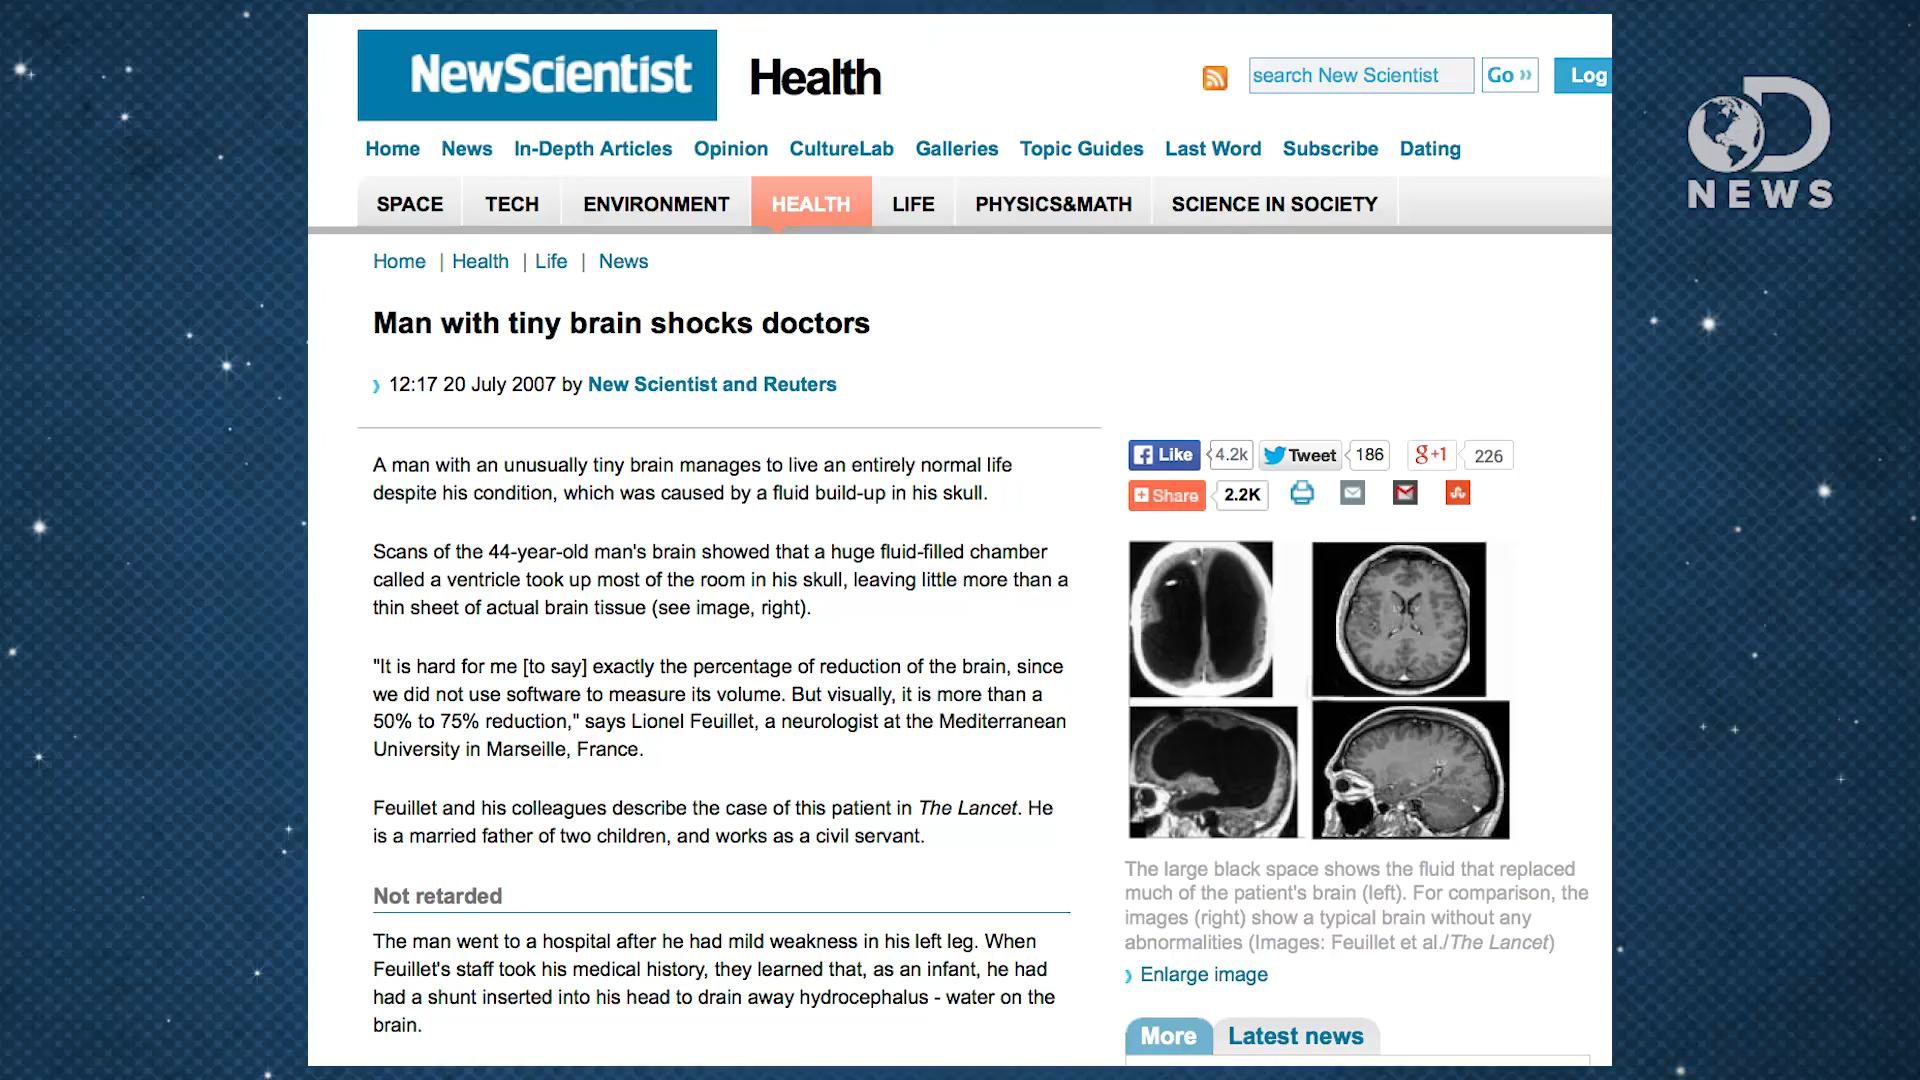 NewScientist Health
search New Scientist Go » Log
D
NEWS
Home News In-Depth Articles Opinion CultureLab Galleries Topic Guides Last Word Subscribe Dating
SPACE TECH ENVIRONMENT HEALTH LIFE PHYSICS&MATH SCIENCE IN SOCIETY
Home | Health | Life | News
Man with tiny brain shocks doctors
12:17 20 July 2007 by New Scientist and Reuters
A man with an unusually tiny brain manages to live an entirely normal life
despite his condition, which was caused by a fluid build-up in his skull.
Scans of the 44-year-old man's brain showed that a huge fluid-filled chamber
called a ventricle took up most of the room in his skull, leaving little more than a
thin sheet of actual brain tissue (see image, right).
"It is hard for me [to say] exactly the percentage of reduction of the brain, since
we did not use software to measure its volume. But visually, it is more than a
50% to 75% reduction," says Lionel Feuillet, a neurologist at the Mediterranean
University in Marseille, France.
Feuillet and his colleagues describe the case of this patient in The Lancet. He
is a married father of two children, and works as a civil servant.
Not retarded
The man went to a hospital after he had mild weakness in his left leg. When
Feuillet's staff took his medical history, they learned that, as an infant, he had
had a shunt inserted into his head to drain away hydrocephalus - water on the
brain.
Like 4.2k Tweet 186 g+1 226
Share 2.2K
The large black space shows the fluid that replaced
much of the patient's brain (left). For comparison, the
images (right) show a typical brain without any
abnormalities (Images: Feuillet et al./The Lancet)
Enlarge image
More Latest news